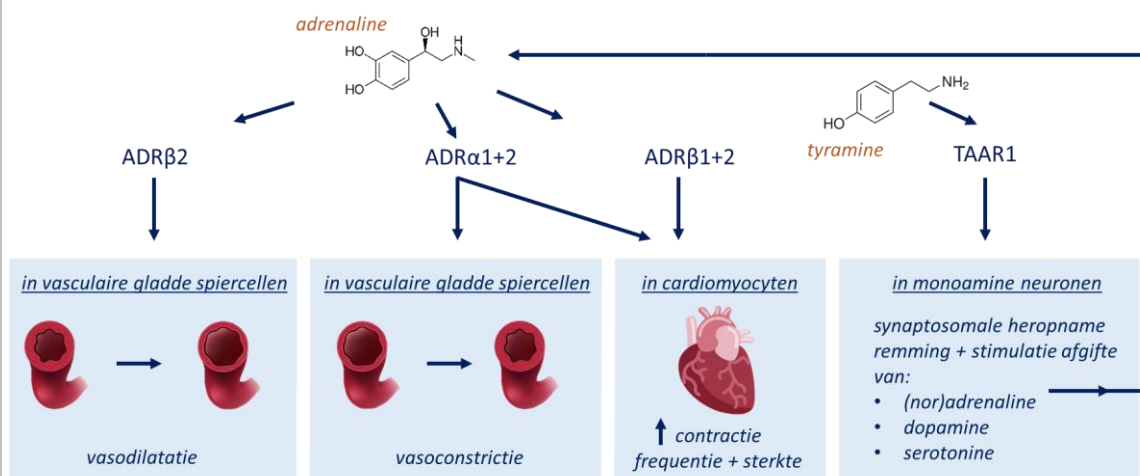 adrenaline
OH
HO
H
N
HO
NH₂
HO
tyramine
ADRβ2
ADRα1+2
ADRβ1+2
TAAR1
in vasculaire gladde spiercellen
vasodilatatie
in vasculaire gladde spiercellen
vasoconstrictie
in cardiomyocyten
contractie
frequentie + sterkte
in monoamine neuronen
synaptosomale heropname
remming + stimulatie afgifte
van:
• (nor)adrenaline
• dopamine
• serotonine